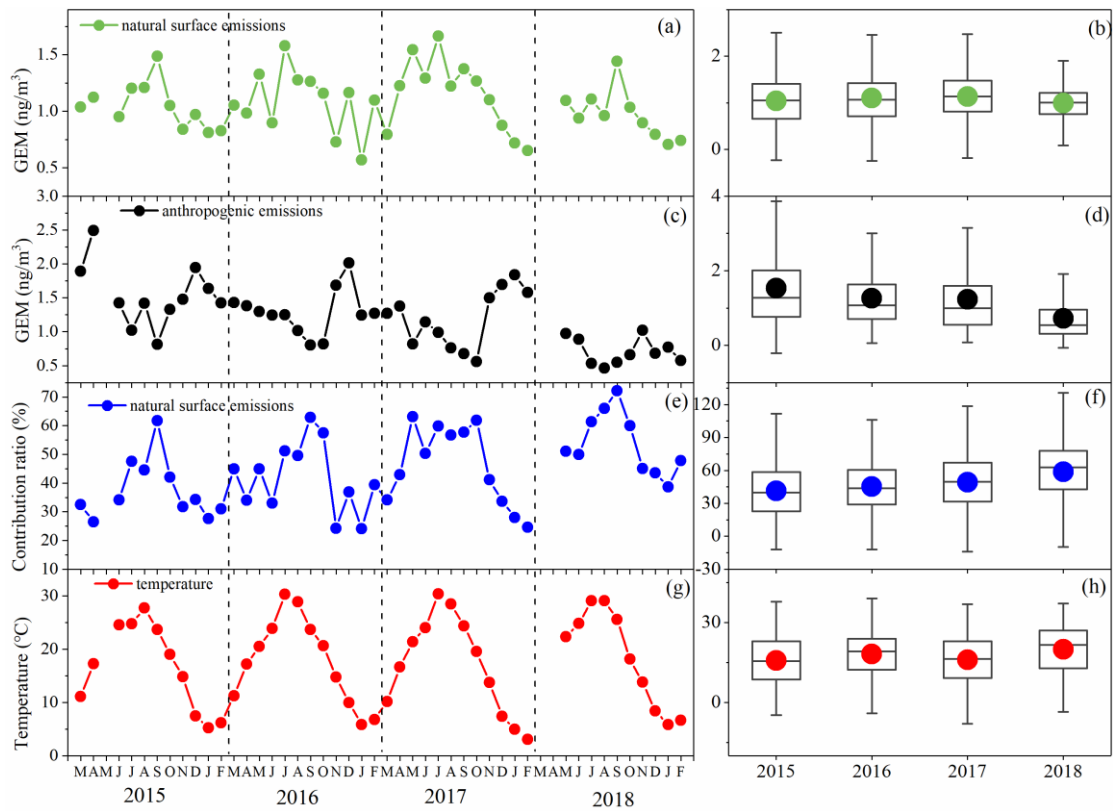 natural surface emissions
(a)
(b)
GEM (ng/m³)
1.5
1.0
0.5
3.0
2
0
4
anthropogenic emissions
(c)
(d)
GEM (ng/m³)
2.5
2.0
1.5
1.0
0.5
2
0
natural surface emissions
(e)
(f)
Contribution ratio (%)
70
60
50
40
30
20
10
120
90
60
30
0
-30
temperature
(g)
(h)
Temperature (°C)
30
20
10
0
30
0
M A M J J A S O N D J F M A M J J A S O N D J F M A M J J A S O N D J F M A M J J A S O N D J F
2015 2016 2017 2018
2015 2016 2017 2018